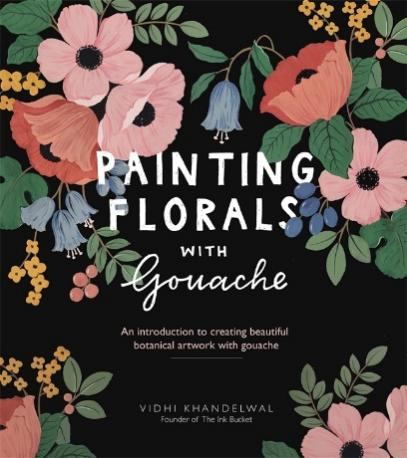 PAINTING
FLORALS
WITH
Gouache
An introduction to creating beautiful
botanical artwork with gouache
VIDHI KHANDELWAL
Founder of The Ink Bucket